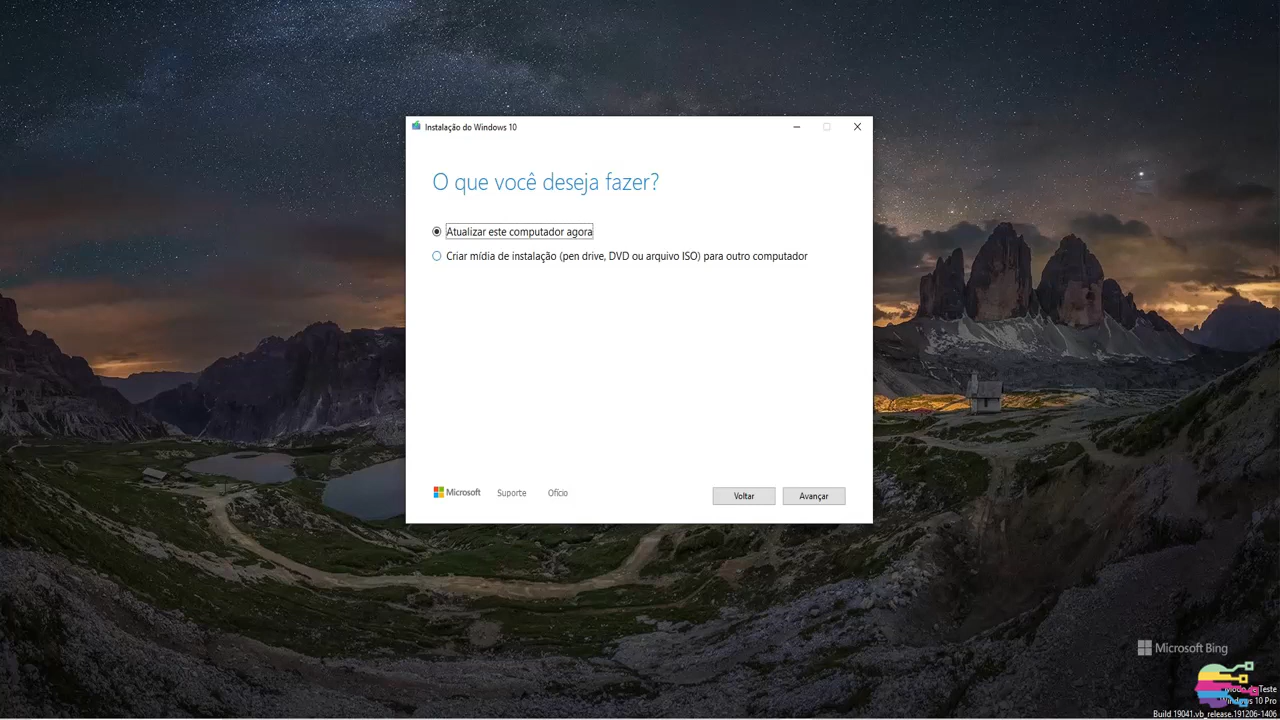 Instalação do Windows 10
O que você deseja fazer?
Atualizar este computador agora
Criar mídia de instalação (pen drive, DVD ou arquivo ISO) para outro computador
Microsoft Suporte Ofício
Voltar Avançar
Microsoft Bing
Modo de Teste
Windows 10 Pro
Build 19041.vb_release.191206-1406